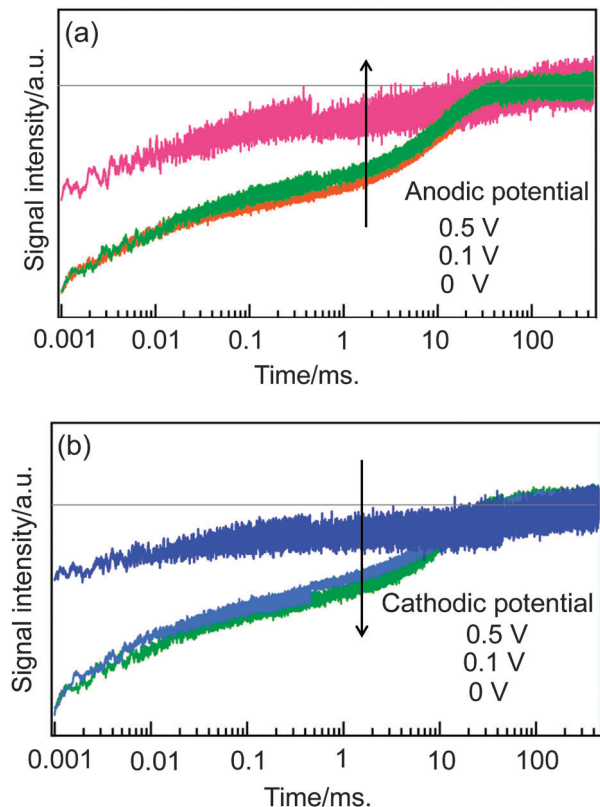 (a)
Signal intensity/a.u.
Anodic potential
0.5 V
0.1 V
0 V
0.001 0.01 0.1 1 10 100
Time/ms.
(b)
Signal intensity/a.u.
Cathodic potential
0.5 V
0.1 V
0 V
0.001 0.01 0.1 1 10 100
Time/ms.